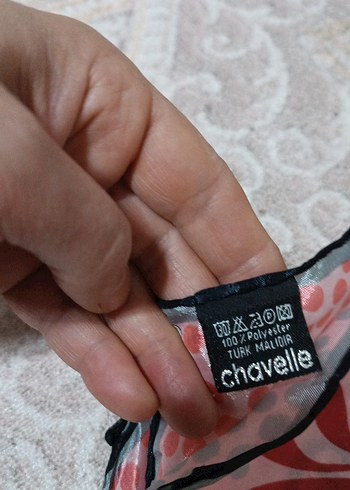 100% Polyester
TURK MALIDIR
chavelle